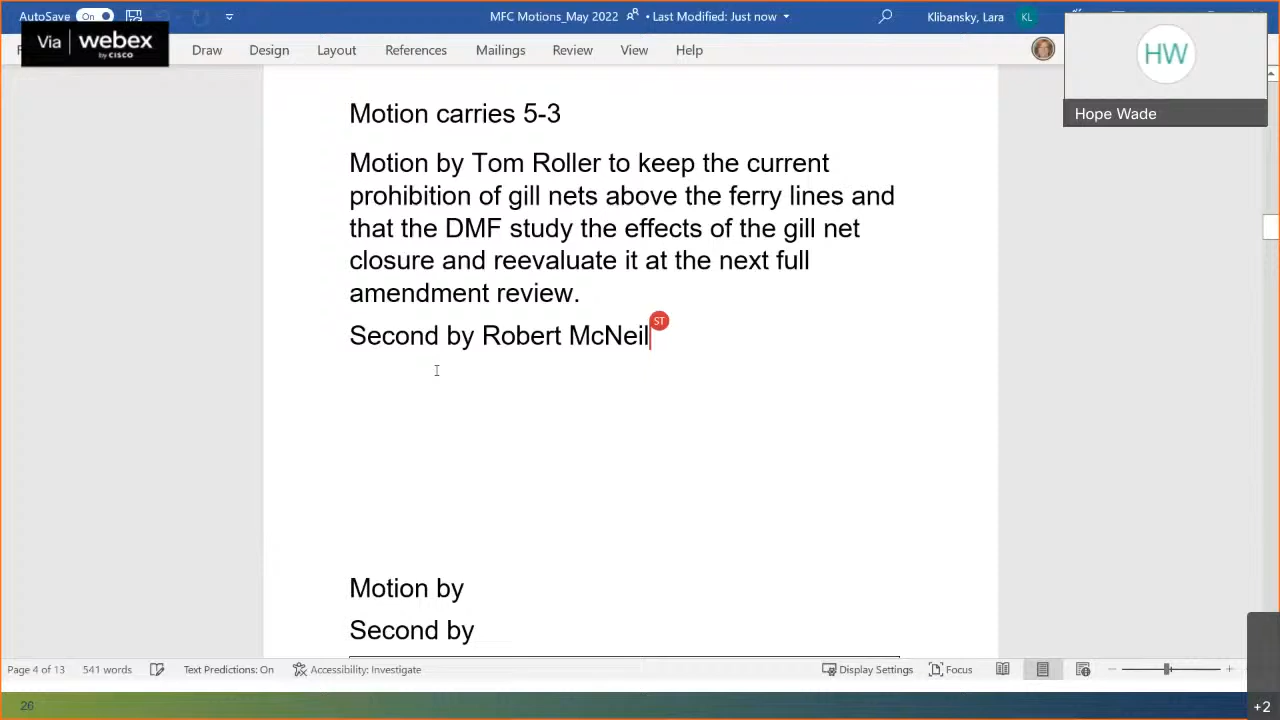 AutoSave On MFC Motions_May 2022 • Last Modified: Just now Klibansky, Lara KL
Via webex by CISCO
Draw Design Layout References Mailings Review View Help
HW
Hope Wade
Motion carries 5-3
Motion by Tom Roller to keep the current
prohibition of gill nets above the ferry lines and
that the DMF study the effects of the gill net
closure and reevaluate it at the next full
amendment review.
ST
Second by Robert McNeil
Motion by
Second by
Page 4 of 13 541 words Text Predictions: On Accessibility: Investigate Display Settings Focus
26
+2